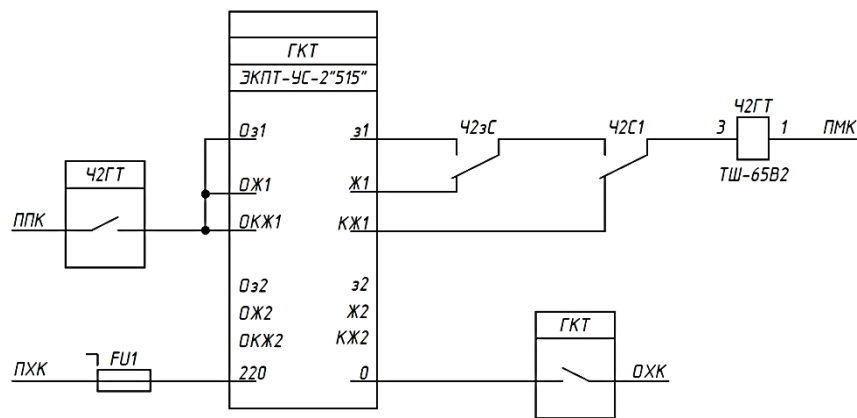 ГКТ
ЭКПТ-УС-2"515"
Оз1
з1
Ч2зС
Ч2С1
Ч2ГТ
3
1
ПМК
ТШ-65В2
Ч2ГТ
ОЖ1
Ж1
ППК
ОКЖ1
КЖ1
Оз2
з2
ОЖ2
Ж2
ОКЖ2
КЖ2
ГКТ
ПХК
FU1
220
0
ОХК